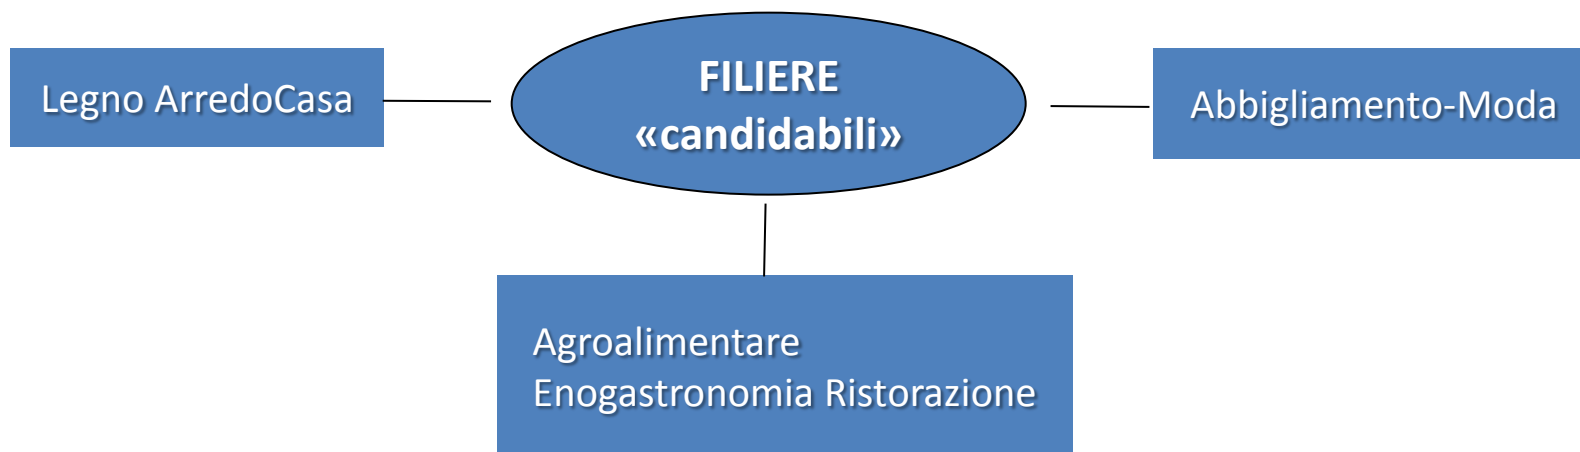 FILIERE
«candidabili»
Legno ArredoCasa
Abbigliamento-Moda
Agroalimentare
Enogastronomia Ristorazione